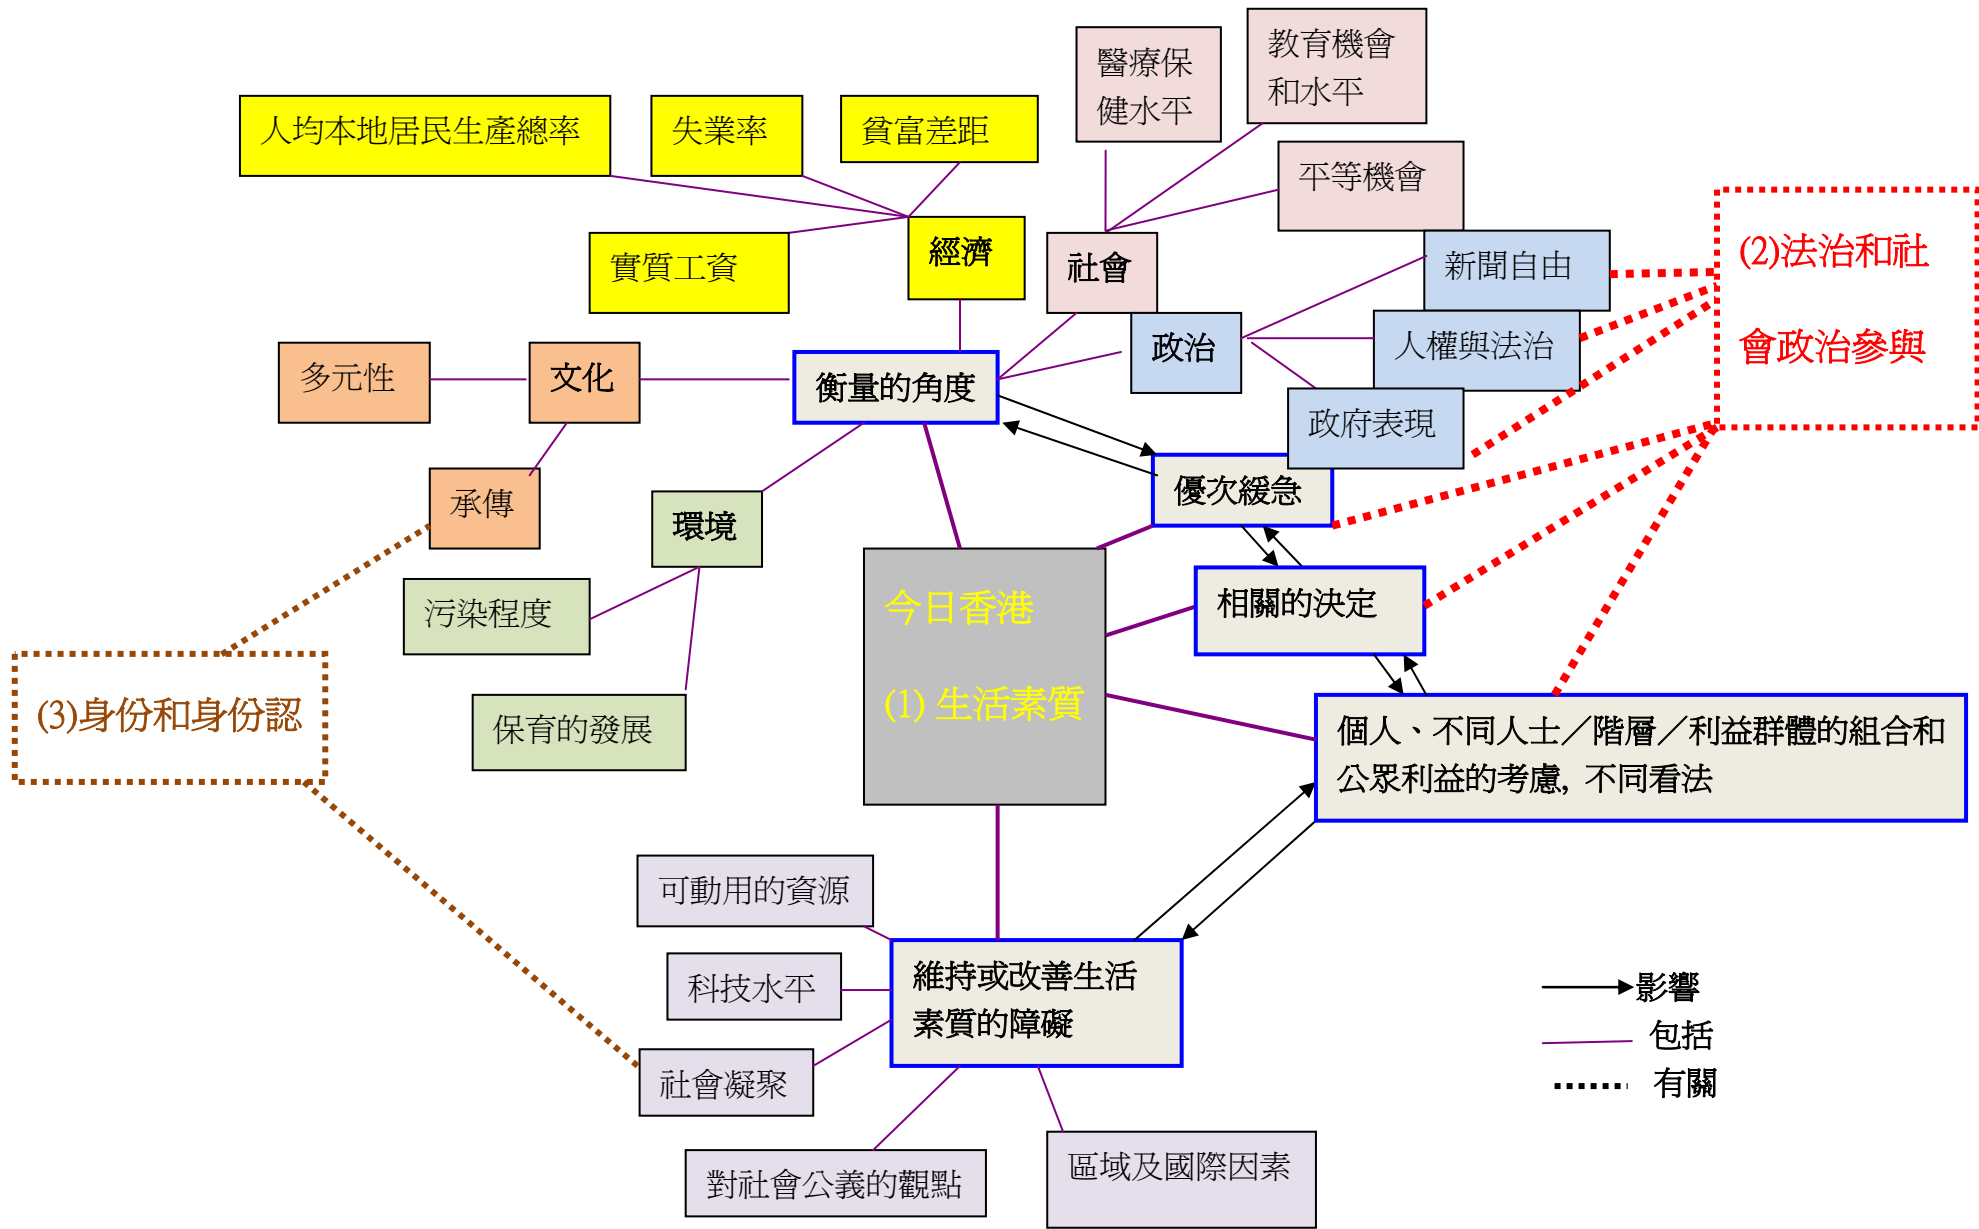 教育機會
和水平
醫療保
健水平
人均本地居民生產總率
失業率
貧富差距
平等機會
實質工資
經濟
社會
新聞自由
(2)法治和社
會政治參與
政治
人權與法治
多元性
文化
衡量的角度
政府表現
承傳
環境
優次緩急
污染程度
今日香港
(1) 生活素質
相關的決定
(3)身份和身份認
保育的發展
個人、不同人士／階層／利益群體的組合和
公眾利益的考慮, 不同看法
可動用的資源
科技水平
維持或改善生活
素質的障礙
社會凝聚
對社會公義的觀點
區域及國際因素
影響
包括
有關